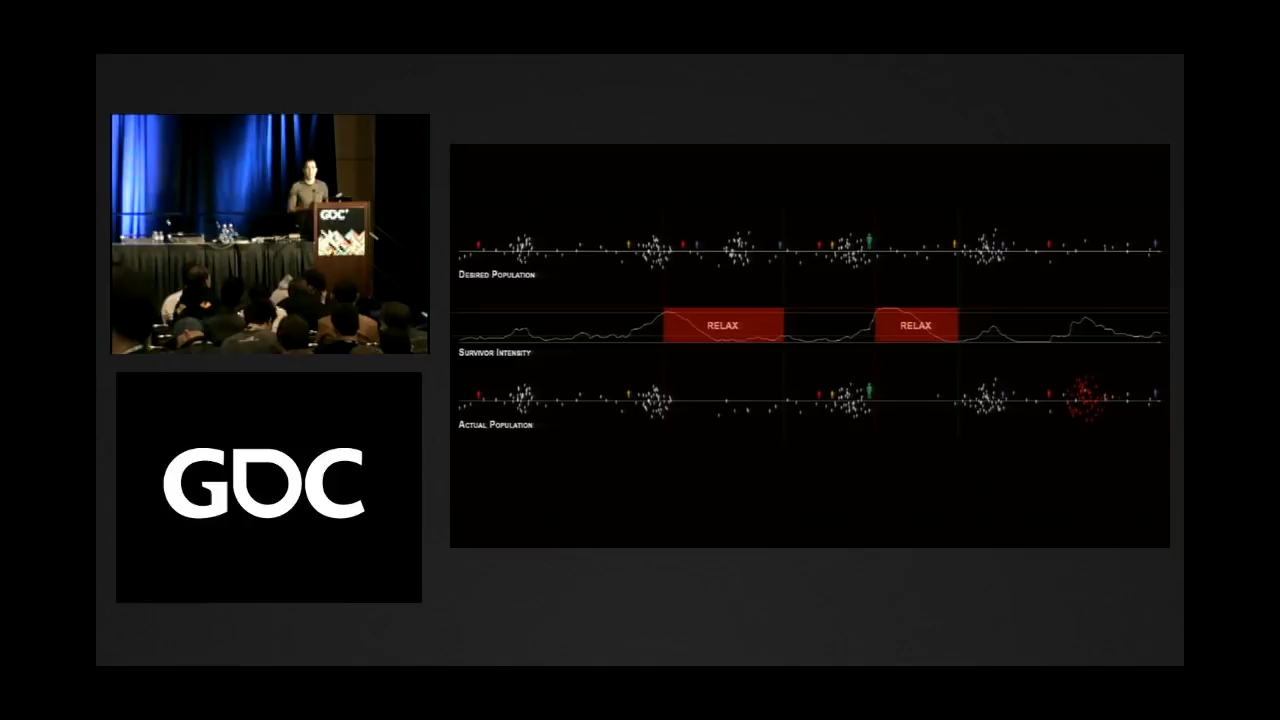 GDC
GDC
DESIRED POPULATION
RELAX
RELAX
SURVIVOR INTENSITY
ACTUAL POPULATION